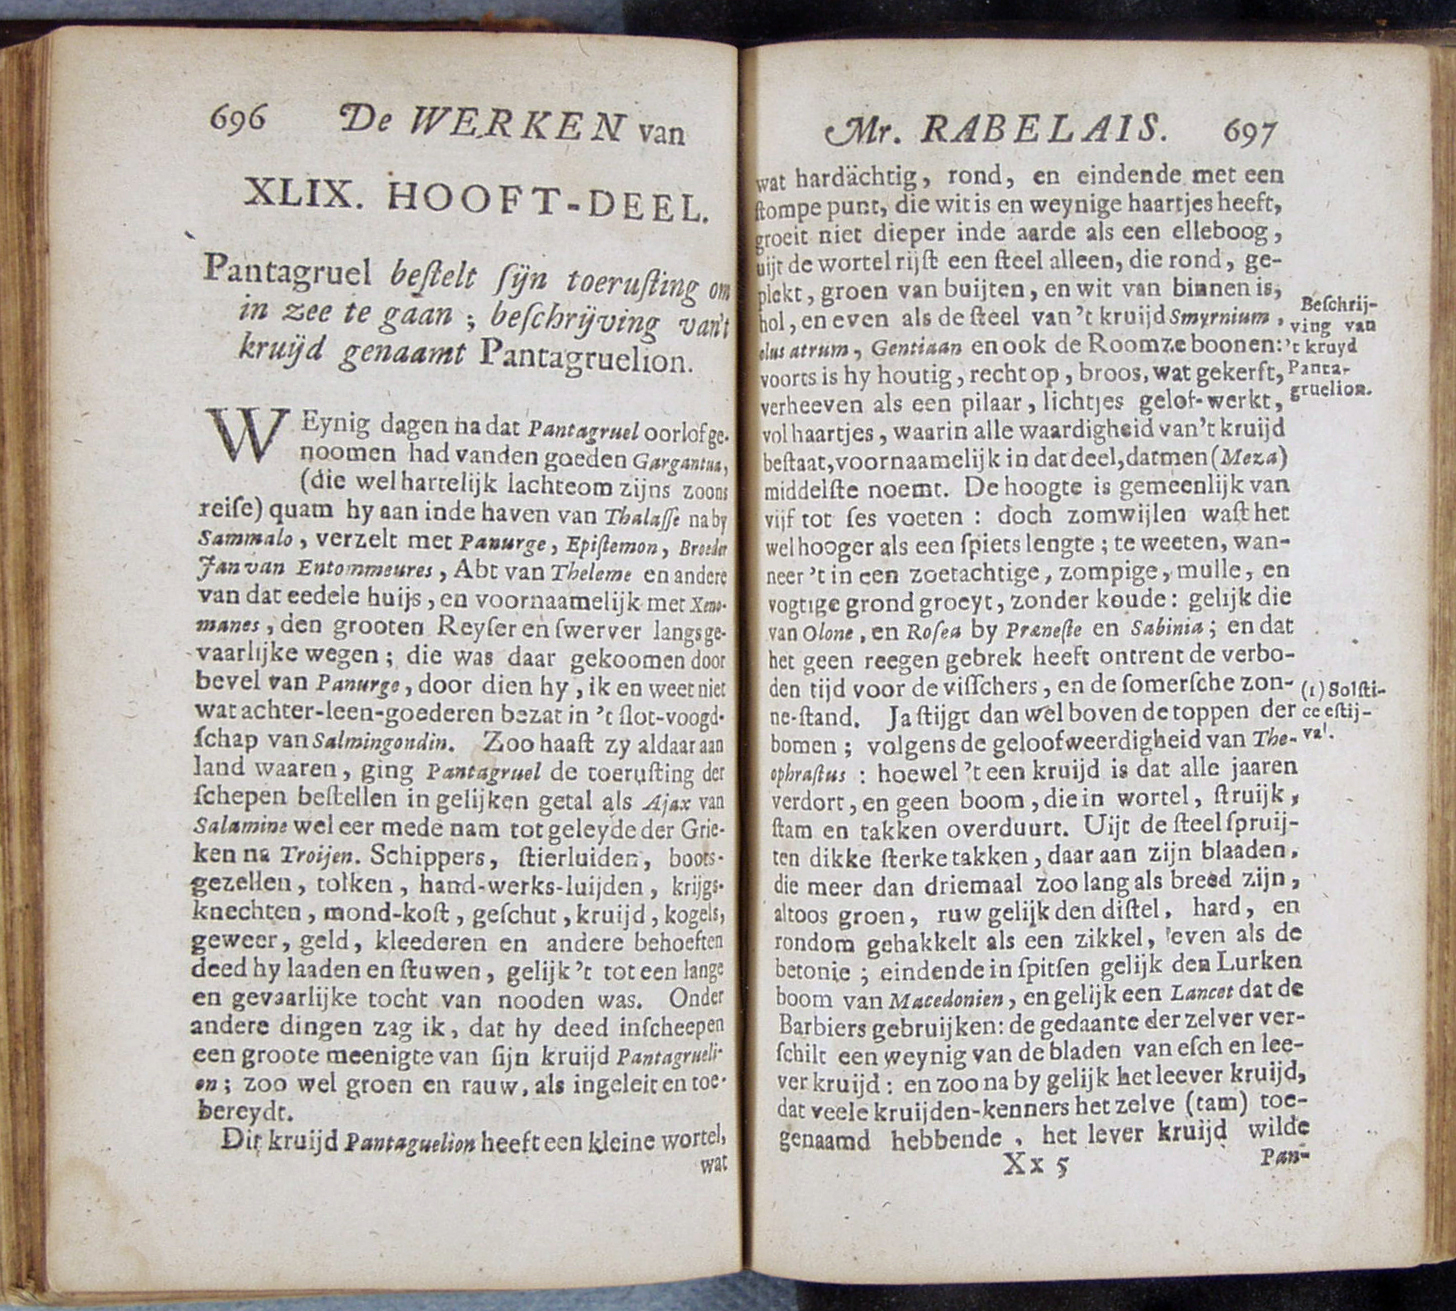 696 De WERKEN van
XLIX. HOOFT-DEEL.
Pantagruel beſtelt ſijn toeruſting om
in zee te gaan ; beſchrijving van't
kruijd genaamt Pantagruelion.
WEynig dagen na dat Pantagruel oorlof ge-
noomen had vanden goeden Gargantua,
(die wel hartelijk lachte om zijns zoons
reiſe) quam hy aan inde haven van Thalaſſe na by
Sammalo, verzelt met Panurge, Epiſtemon, Broeder
Jan van Entommeures, Abt van Theleme en andere
van dat eedele huijs, en voornaamelijk met Xeno-
manes, den grooten Reyſer en ſwerver langs ge-
vaarlijke wegen; die was daar gekoomen door
bevel van Panurge, door dien hy, ik en weet niet
wat achter-leen-goederen bezat in 't ſlot-voogd-
ſchap van Salmingondin. Zoo haaſt zy aldaar aan
land waaren, ging Pantagruel de toeruſting der
ſchepen beſtellen in gelijken getal als Ajax van
Salamine wel eer mede nam tot geleyde der Grie-
ken na Troijen. Schippers, ſtierluiden, boots-
gezellen, tolken, hand-werks-luijden, krijgs-
knechten, mond-koſt, geſchut, kruijd, kogels,
geweer, geld, kleederen en andere behoeften
deed hy laaden en ſtuwen, gelijk 't tot een lange
en gevaarlijke tocht van nooden was. Onder
andere dingen zag ik, dat hy deed inſcheepen
een groote meenigte van ſijn kruijd Pantagrueli-
on; zoo wel groen en rauw, als ingeleit en toe-
bereydt.
Dit kruijd Pantaguelion heeft een kleine wortel,
wat
Mr. RABELAIS. 697
wat hardächtig, rond, en eindende met een
ſtompe punt, die wit is en weynige haartjes heeft,
groeit niet dieper inde aarde als een elleboog,
uijt de wortel rijſt een ſteel alleen, die rond, ge-
plekt, groen van buijten, en wit van binnen is,
hol, en even als de ſteel van 't kruijd Smyrnium,
olus atrum, Gentiaan en ook de Roomze boonen:
voorts is hy houtig, recht op, broos, wat gekerft,
verheeven als een pilaar, lichtjes gelof-werkt,
vol haartjes, waarin alle waardigheid van't kruijd
beſtaat, voornaamelijk in dat deel, datmen (Meza)
middelſte noemt. De hoogte is gemeenlijk van
vijf tot ſes voeten : doch zomwijlen waſt het
wel hooger als een ſpiets lengte; te weeten, wan-
neer 't in een zoetachtige, zompige, mulle, en
vogtige grond groeyt, zonder koude: gelijk die
van Olone, en Roſea by Præneſte en Sabinia; en dat
het geen reegen gebrek heeft ontrent de verbo-
den tijd voor de viſſchers, en de ſomerſche zon-
ne-ſtand. Ja ſtijgt dan wel boven de toppen der
bomen; volgens de geloofweerdigheid van The-
ophraſtus : hoewel 't een kruijd is dat alle jaaren
verdort, en geen boom, die in wortel, ſtruijk,
ſtam en takken overduurt. Uijt de ſteel ſpruij-
ten dikke ſterke takken, daar aan zijn blaaden,
die meer dan driemaal zoo lang als breed zijn,
altoos groen, ruw gelijk den diſtel, hard, en
rondom gehakkelt als een zikkel, even als de
betonie ; eindende in ſpitſen gelijk den Lurken
boom van Macedonien, en gelijk een Lancet dat de
Barbiers gebruijken: de gedaante der zelver ver-
ſchilt een weynig van de bladen van eſch en lee-
ver kruijd: en zoo na by gelijk het leever kruijd,
dat veele kruijden-kenners het zelve (tam) toe-
genaamd hebbende, het lever kruijd wilde
Xx 5 Pan-
Beſchrij-
ving van
't kruyd
Panta-
gruelion.
(1) Solſti-
ce eſtij-
val.